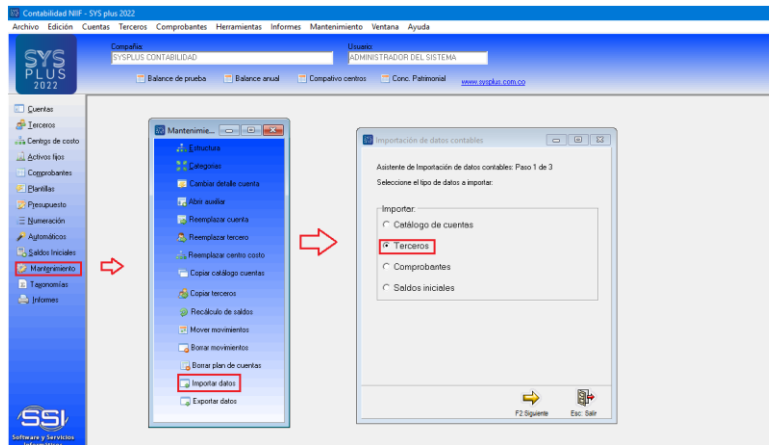 Contabilidad NIIF - SYS plus 2022
Archivo Edición Cuentas Terceros Comprobantes Herramientas Informes Mantenimiento Ventana Ayuda
SYS
PLUS
2022
Compañía:
SYSPLUS CONTABILIDAD
Usuario:
ADMINISTRADOR DEL SISTEMA
Balance de prueba Balance anual Compativo centros Conc. Patrimonial www.sysplus.com.co
Cuentas
Terceros
Centros de costo
Activos fijos
Comprobantes
Plantillas
Presupuesto
Numeración
Automáticos
Saldos Iniciales
Mantenimiento
Taxonomías
Informes
SSI
Software y Servicios
Informáticos
Mantenimie...
Estructura
Categorías
Cambiar detalle cuenta
Abrir auxiliar
Reemplazar cuenta
Reemplazar tercero
Reemplazar centro costo
Copiar catálogo cuentas
Copiar terceros
Recálculo de saldos
Mover movimientos
Borrar movimientos
Borrar plan de cuentas
Importar datos
Exportar datos
Importación de datos contables
Asistente de Importación de datos contables: Paso 1 de 3
Seleccione el tipo de datos a importar:
Importar:
Catálogo de cuentas
Terceros
Comprobantes
Saldos iniciales
F2:Siguiente Esc: Salir